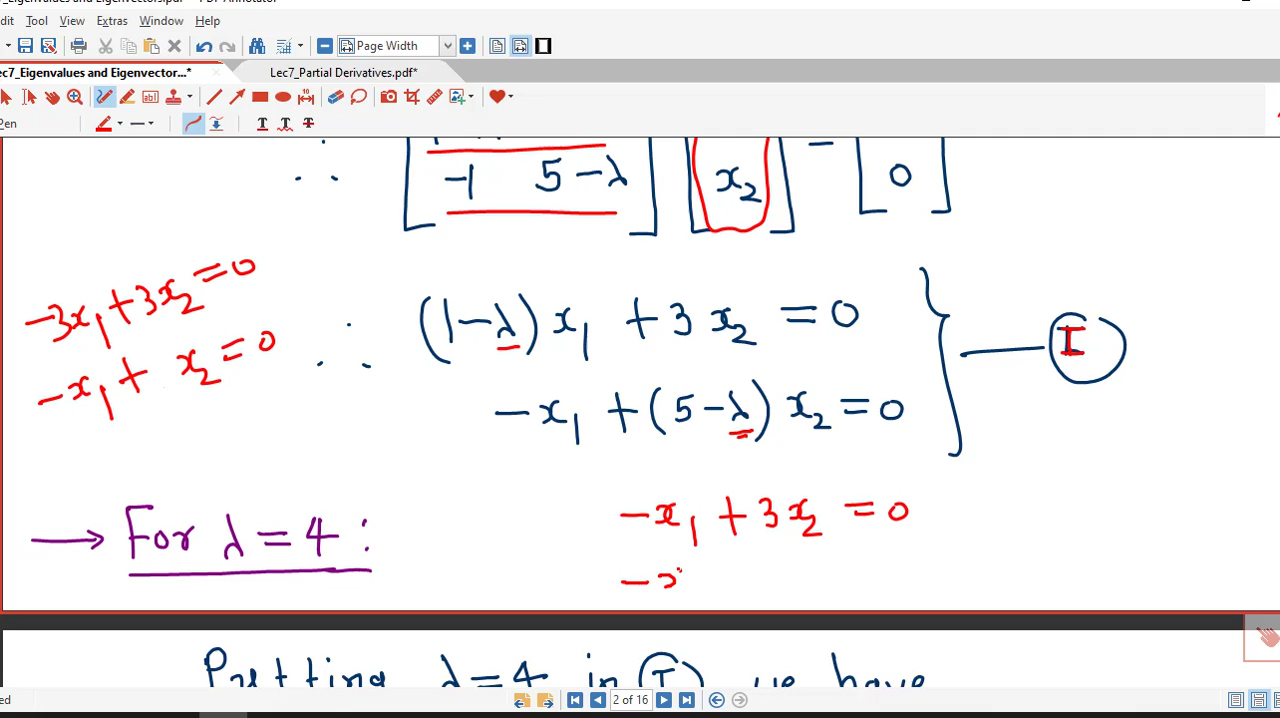 dit Tool View Extras Window Help
Page Width
ec7_Eigenvalues and Eigenvector...* Lec7_Partial Derivatives.pdf*
Pen
∴ [ -1 5-λ ] [ x₂ ] = [ 0 ]
-3x₁+3x₂=0
-x₁+ x₂=0
∴ (1-λ)x₁ + 3x₂ = 0
-x₁ + (5-λ)x₂ = 0
I
-x₁ + 3x₂ = 0
→ For λ = 4 :
Putting λ=4 in (I), we have
2 of 16